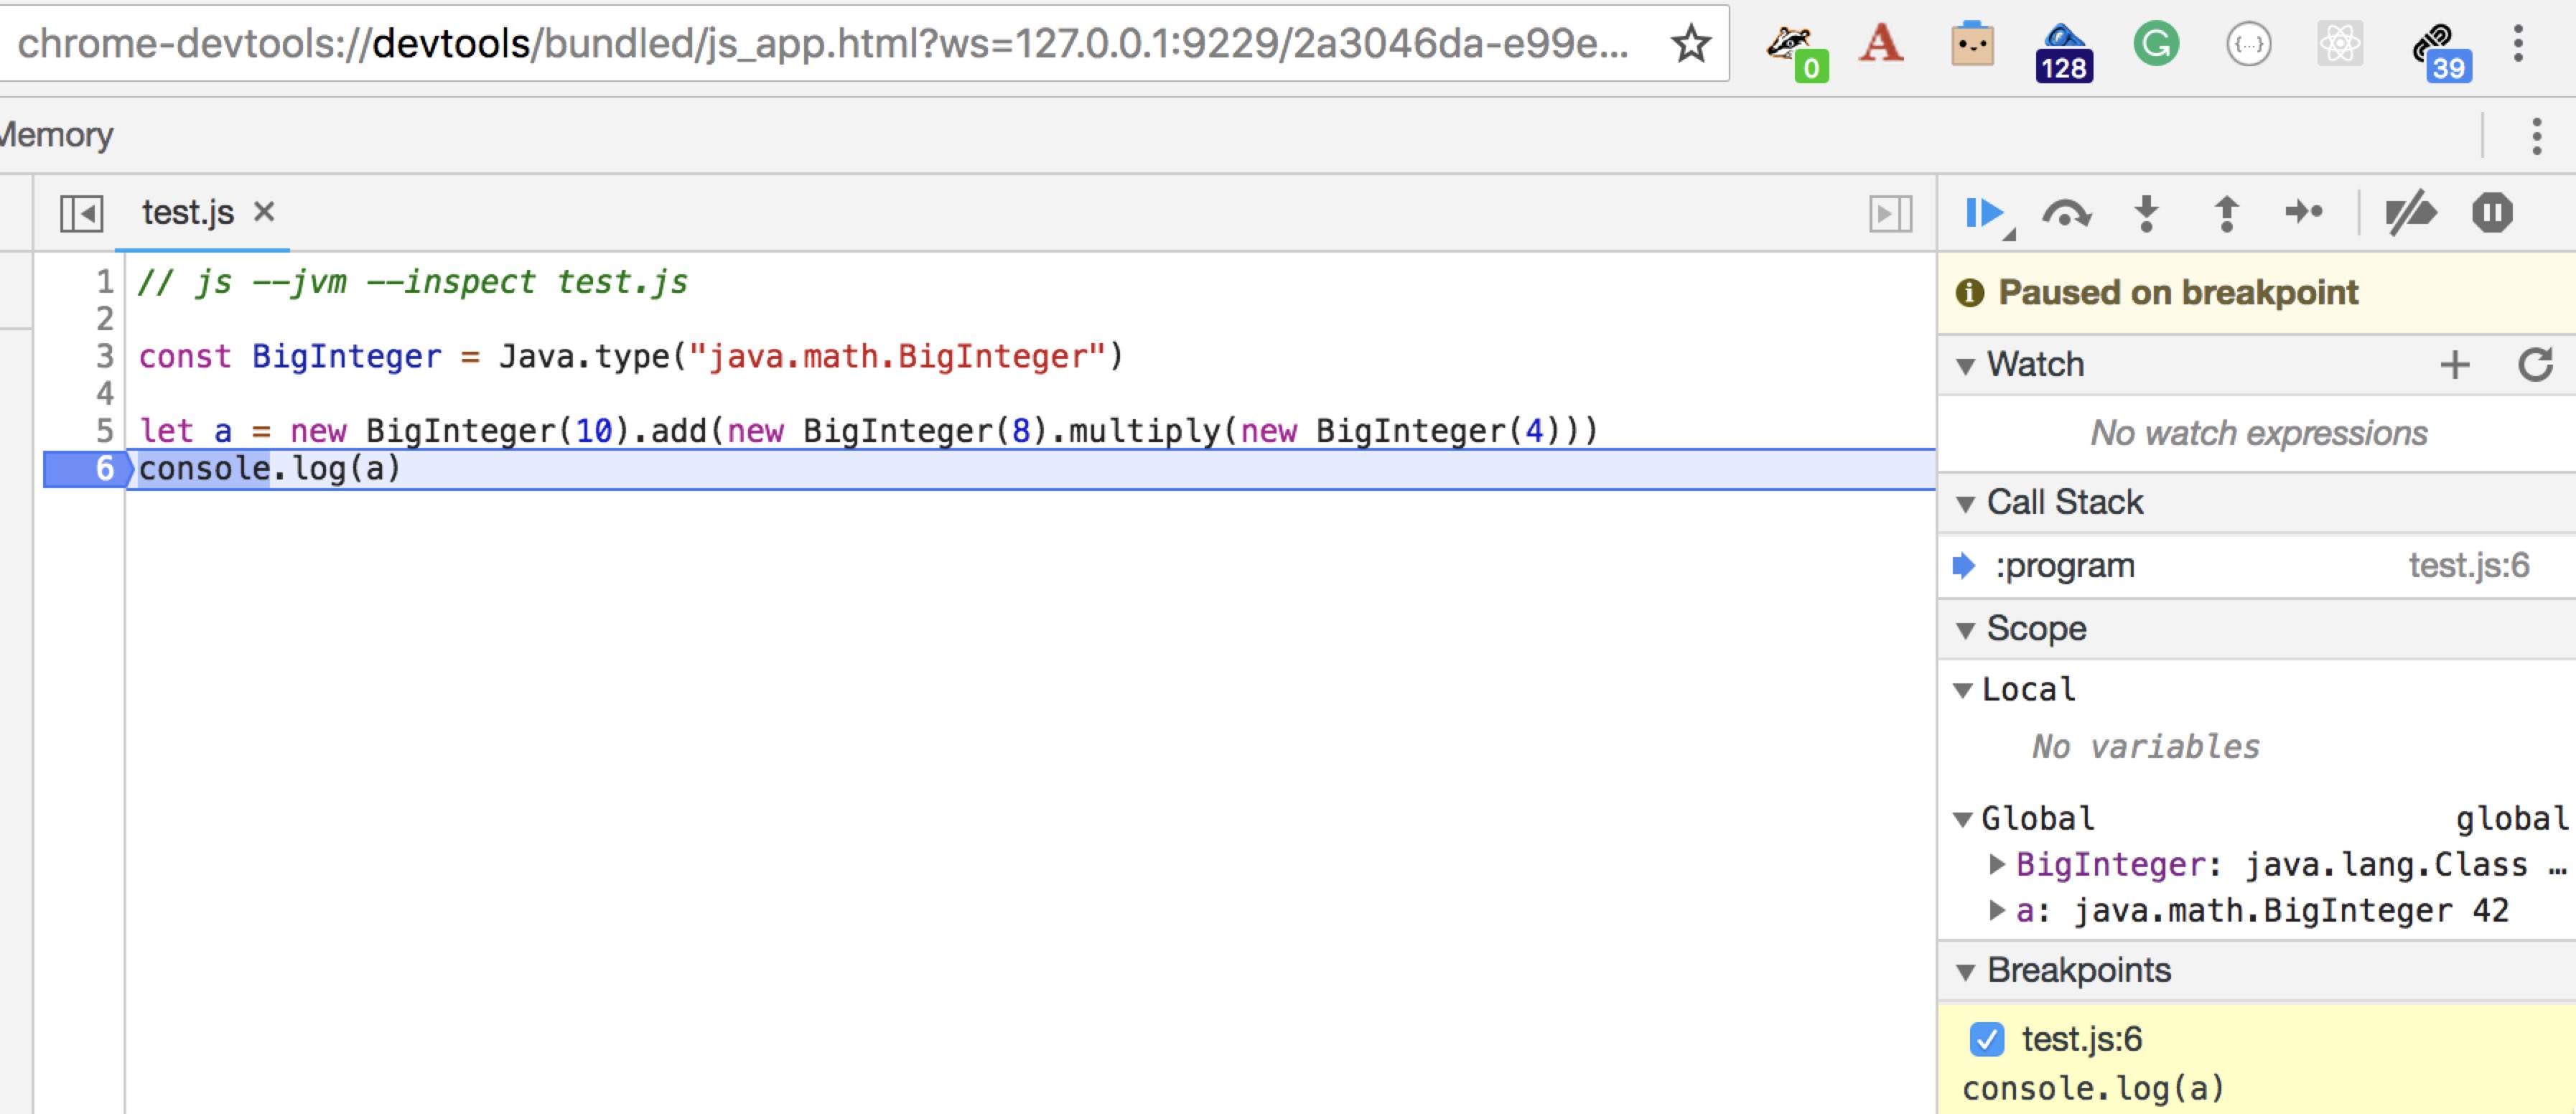 chrome-devtools://devtools/bundled/js_app.html?ws=127.0.0.1:9229/2a3046da-e99e...
0
A
128
G
{...}
39
Memory
test.js ×
1 // js --jvm --inspect test.js
2
3 const BigInteger = Java.type("java.math.BigInteger")
4
5 let a = new BigInteger(10).add(new BigInteger(8).multiply(new BigInteger(4)))
6 console.log(a)
Paused on breakpoint
Watch
No watch expressions
Call Stack
:program test.js:6
Scope
Local
No variables
Global global
BigInteger: java.lang.Class …
a: java.math.BigInteger 42
Breakpoints
test.js:6
console.log(a)